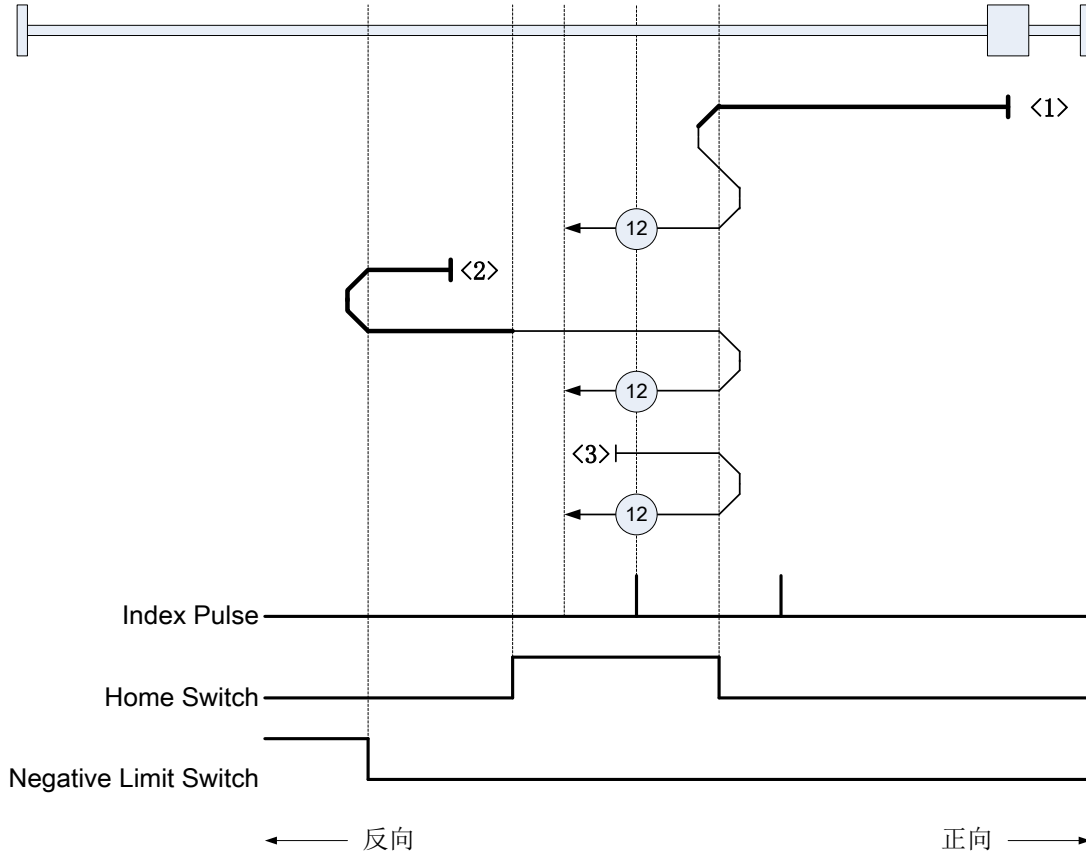 <1>
12
<2>
12
<3>
12
Index Pulse
Home Switch
Negative Limit Switch
反向
正向